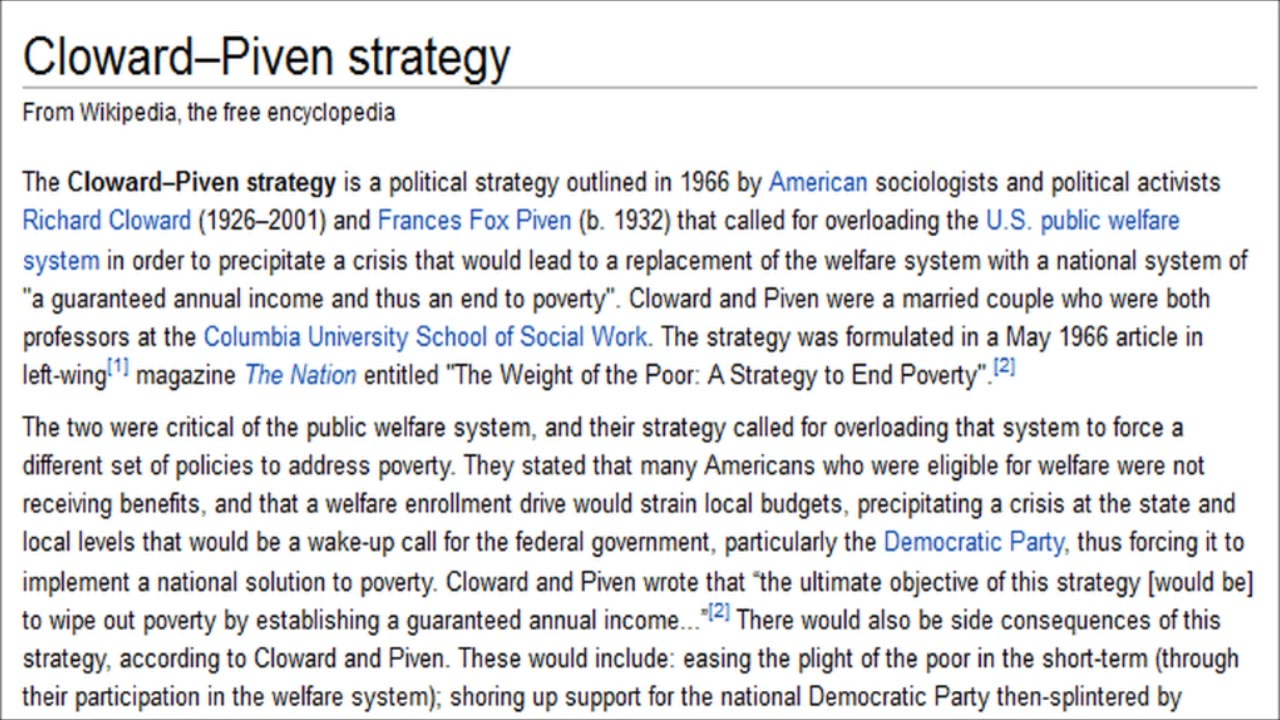 Cloward–Piven strategy
From Wikipedia, the free encyclopedia
The Cloward–Piven strategy is a political strategy outlined in 1966 by American sociologists and political activists
Richard Cloward (1926–2001) and Frances Fox Piven (b. 1932) that called for overloading the U.S. public welfare
system in order to precipitate a crisis that would lead to a replacement of the welfare system with a national system of
"a guaranteed annual income and thus an end to poverty". Cloward and Piven were a married couple who were both
professors at the Columbia University School of Social Work. The strategy was formulated in a May 1966 article in
left-wing[1] magazine The Nation entitled "The Weight of the Poor: A Strategy to End Poverty".[2]
The two were critical of the public welfare system, and their strategy called for overloading that system to force a
different set of policies to address poverty. They stated that many Americans who were eligible for welfare were not
receiving benefits, and that a welfare enrollment drive would strain local budgets, precipitating a crisis at the state and
local levels that would be a wake-up call for the federal government, particularly the Democratic Party, thus forcing it to
implement a national solution to poverty. Cloward and Piven wrote that “the ultimate objective of this strategy [would be]
to wipe out poverty by establishing a guaranteed annual income...”[2] There would also be side consequences of this
strategy, according to Cloward and Piven. These would include: easing the plight of the poor in the short-term (through
their participation in the welfare system); shoring up support for the national Democratic Party then-splintered by